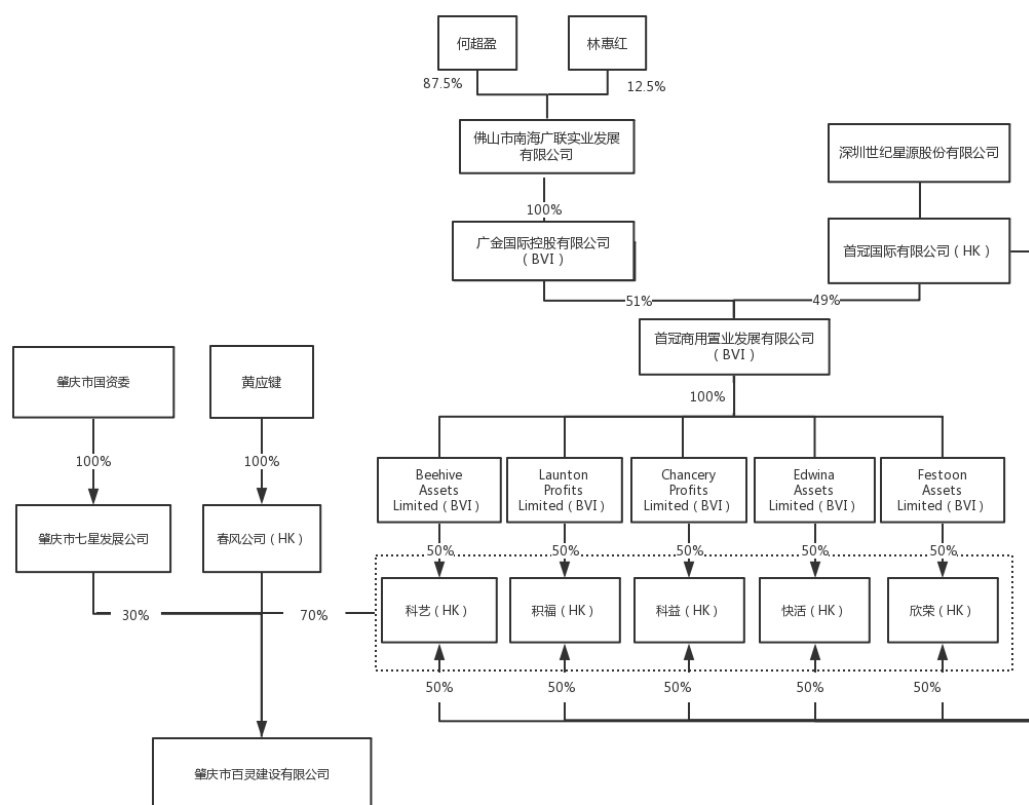 何超盈
林惠红
87.5%
12.5%
佛山市南海广联实业发展
有限公司
深圳世纪星源股份有限公司
100%
广金国际控股有限公司
（BVI）
首冠国际有限公司（HK）
51%
49%
首冠商用置业发展有限公司
（BVI）
肇庆市国资委
黄应键
100%
100%
100%
Beehive
Assets
Limited（BVI）
Launton
Profits
Limited（BVI）
Chancery
Profits
Limited（BVI）
Edwina
Assets
Limited（BVI）
Festoon
Assets
Limited（BVI）
肇庆市七星发展公司
春风公司（HK）
50%
50%
50%
50%
50%
科艺（HK）
积福（HK）
科益（HK）
快活（HK）
欣荣（HK）
30%
70%
50%
50%
50%
50%
50%
肇庆市百灵建设有限公司